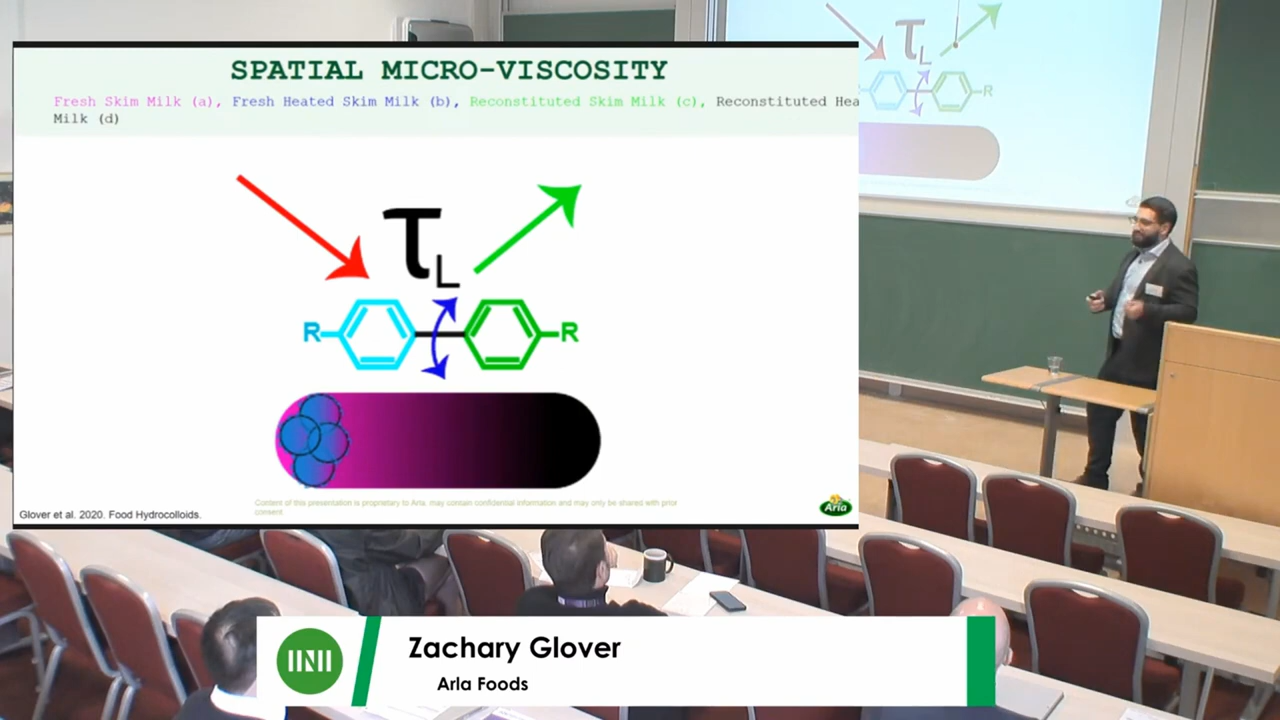 SPATIAL MICRO-VISCOSITY
Fresh Skim Milk (a), Fresh Heated Skim Milk (b), Reconstituted Skim Milk (c), Reconstituted Hea
Milk (d)
τL
R
R
Content of this presentation is proprietary to Arla, may contain confidential information and may only be shared with prior
consent.
Glover et al. 2020. Food Hydrocolloids.
Arla
τL
R
Zachary Glover
Arla Foods